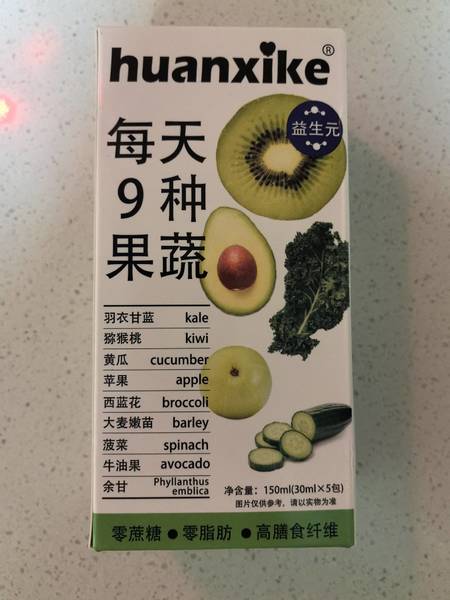 huanxike®
益生元
每天
9种
果蔬
羽衣甘蓝 kale
猕猴桃 kiwi
黄瓜 cucumber
苹果 apple
西蓝花 broccoli
大麦嫩苗 barley
菠菜 spinach
牛油果 avocado
余甘 Phyllanthus emblica
净含量：150ml(30ml×5包)
图片仅供参考，请以实物为准
零蔗糖 ● 零脂肪 ● 高膳食纤维